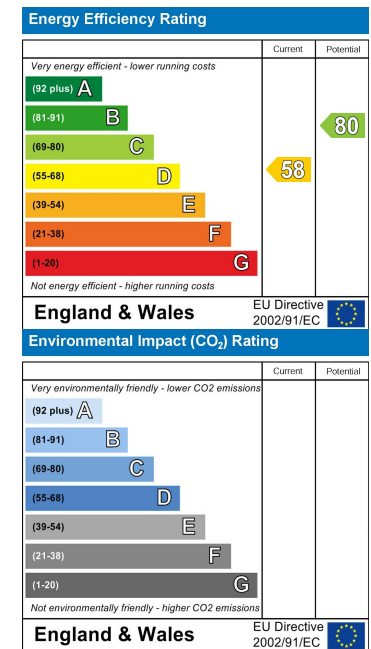 Energy Efficiency Rating
Current Potential
Very energy efficient - lower running costs
(92 plus) A
(81-91) B
80
(69-80) C
58
(55-68) D
(39-54) E
(21-38) F
(1-20) G
Not energy efficient - higher running costs
England & Wales
EU Directive
2002/91/EC
Environmental Impact (CO₂) Rating
Current Potential
Very environmentally friendly - lower CO2 emissions
(92 plus) A
(81-91) B
(69-80) C
(55-68) D
(39-54) E
(21-38) F
(1-20) G
Not environmentally friendly - higher CO2 emissions
England & Wales
EU Directive
2002/91/EC